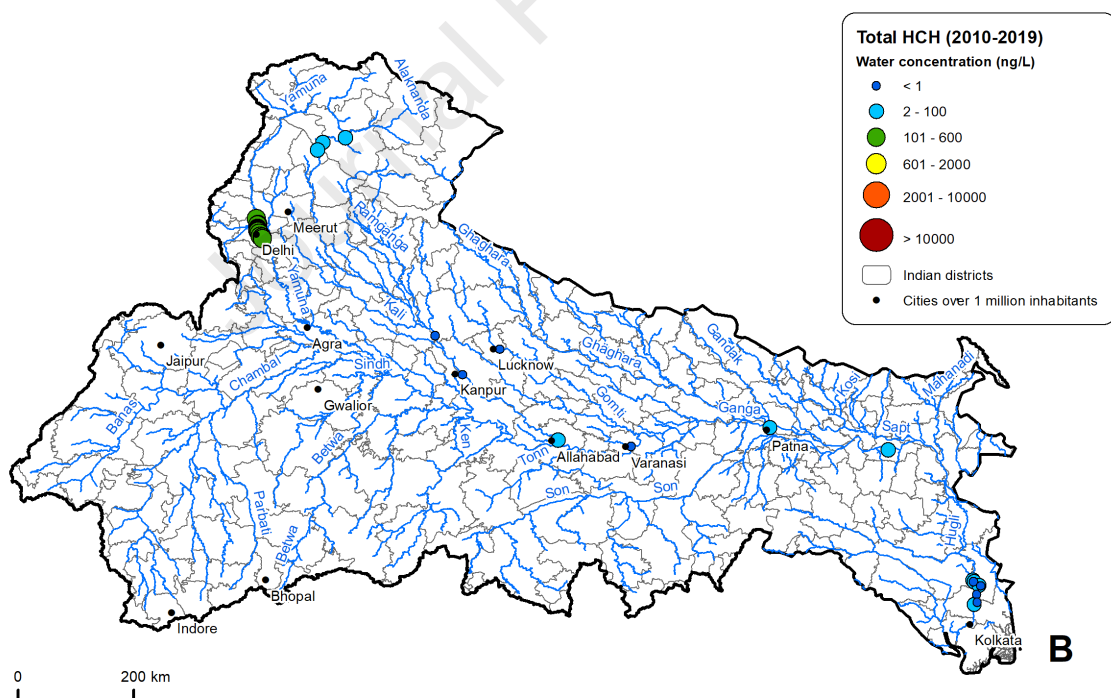 Journal P
Total HCH (2010-2019)
Water concentration (ng/L)
< 1
2 - 100
101 - 600
601 - 2000
2001 - 10000
> 10000
Indian districts
Cities over 1 million inhabitants
Yamuna
Alaknanda
Meerut
Delhi
Ramganga
Ghaghara
Yamuna
Kali
Agra
Jaipur
Chambal
Sindh
Banas
Gwalior
Betwa
Ken
Kanpur
Lucknow
Ghaghara
Gomti
Gandak
Kosi
Mahanadi
Ganga
Sapt
Patna
Tonn
Allanabad
Varanasi
Son
Son
Parbati
Betwa
Bhopal
Indore
Hugli
Kolkata
B
0
200 km